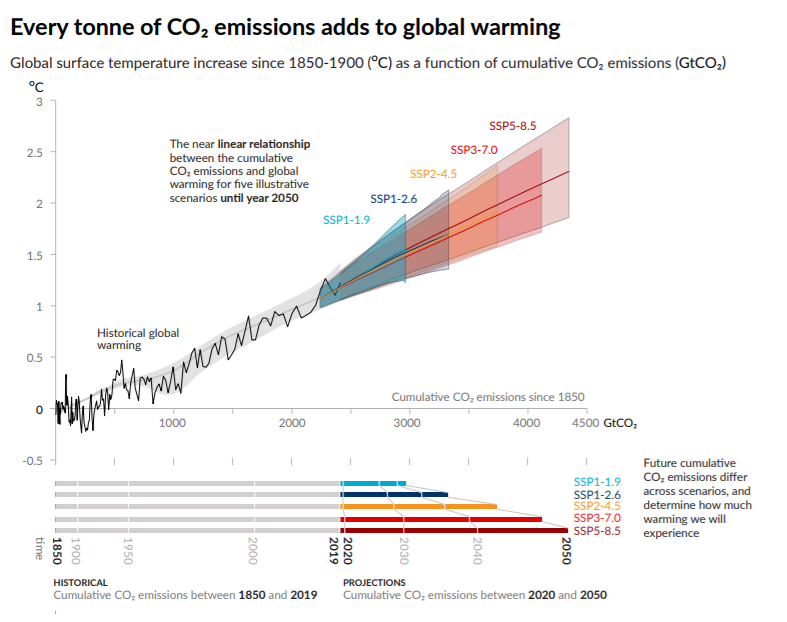 Every tonne of CO₂ emissions adds to global warming
Global surface temperature increase since 1850-1900 (°C) as a function of cumulative CO₂ emissions (GtCO₂)
°C
3
2.5
2
1.5
1
0.5
0
-0.5
The near linear relationship
between the cumulative
CO₂ emissions and global
warming for five illustrative
scenarios until year 2050
SSP5-8.5
SSP3-7.0
SSP2-4.5
SSP1-2.6
SSP1-1.9
Historical global
warming
Cumulative CO₂ emissions since 1850
1000
2000
3000
4000
4500
GtCO₂
SSP1-1.9
SSP1-2.6
SSP2-4.5
SSP3-7.0
SSP5-8.5
Future cumulative
CO₂ emissions differ
across scenarios, and
determine how much
warming we will
experience
time
1850
1900
1950
2000
2019
2020
2030
2040
2050
HISTORICAL
Cumulative CO₂ emissions between 1850 and 2019
PROJECTIONS
Cumulative CO₂ emissions between 2020 and 2050